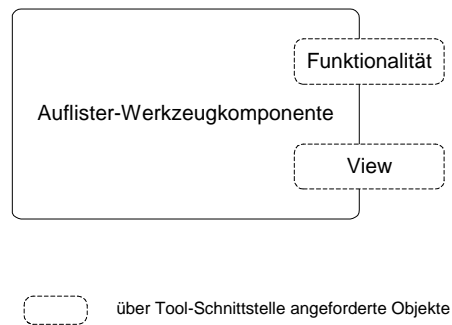 Funktionalität
Auflister-Werkzeugkomponente
View
über Tool-Schnittstelle angeforderte Objekte